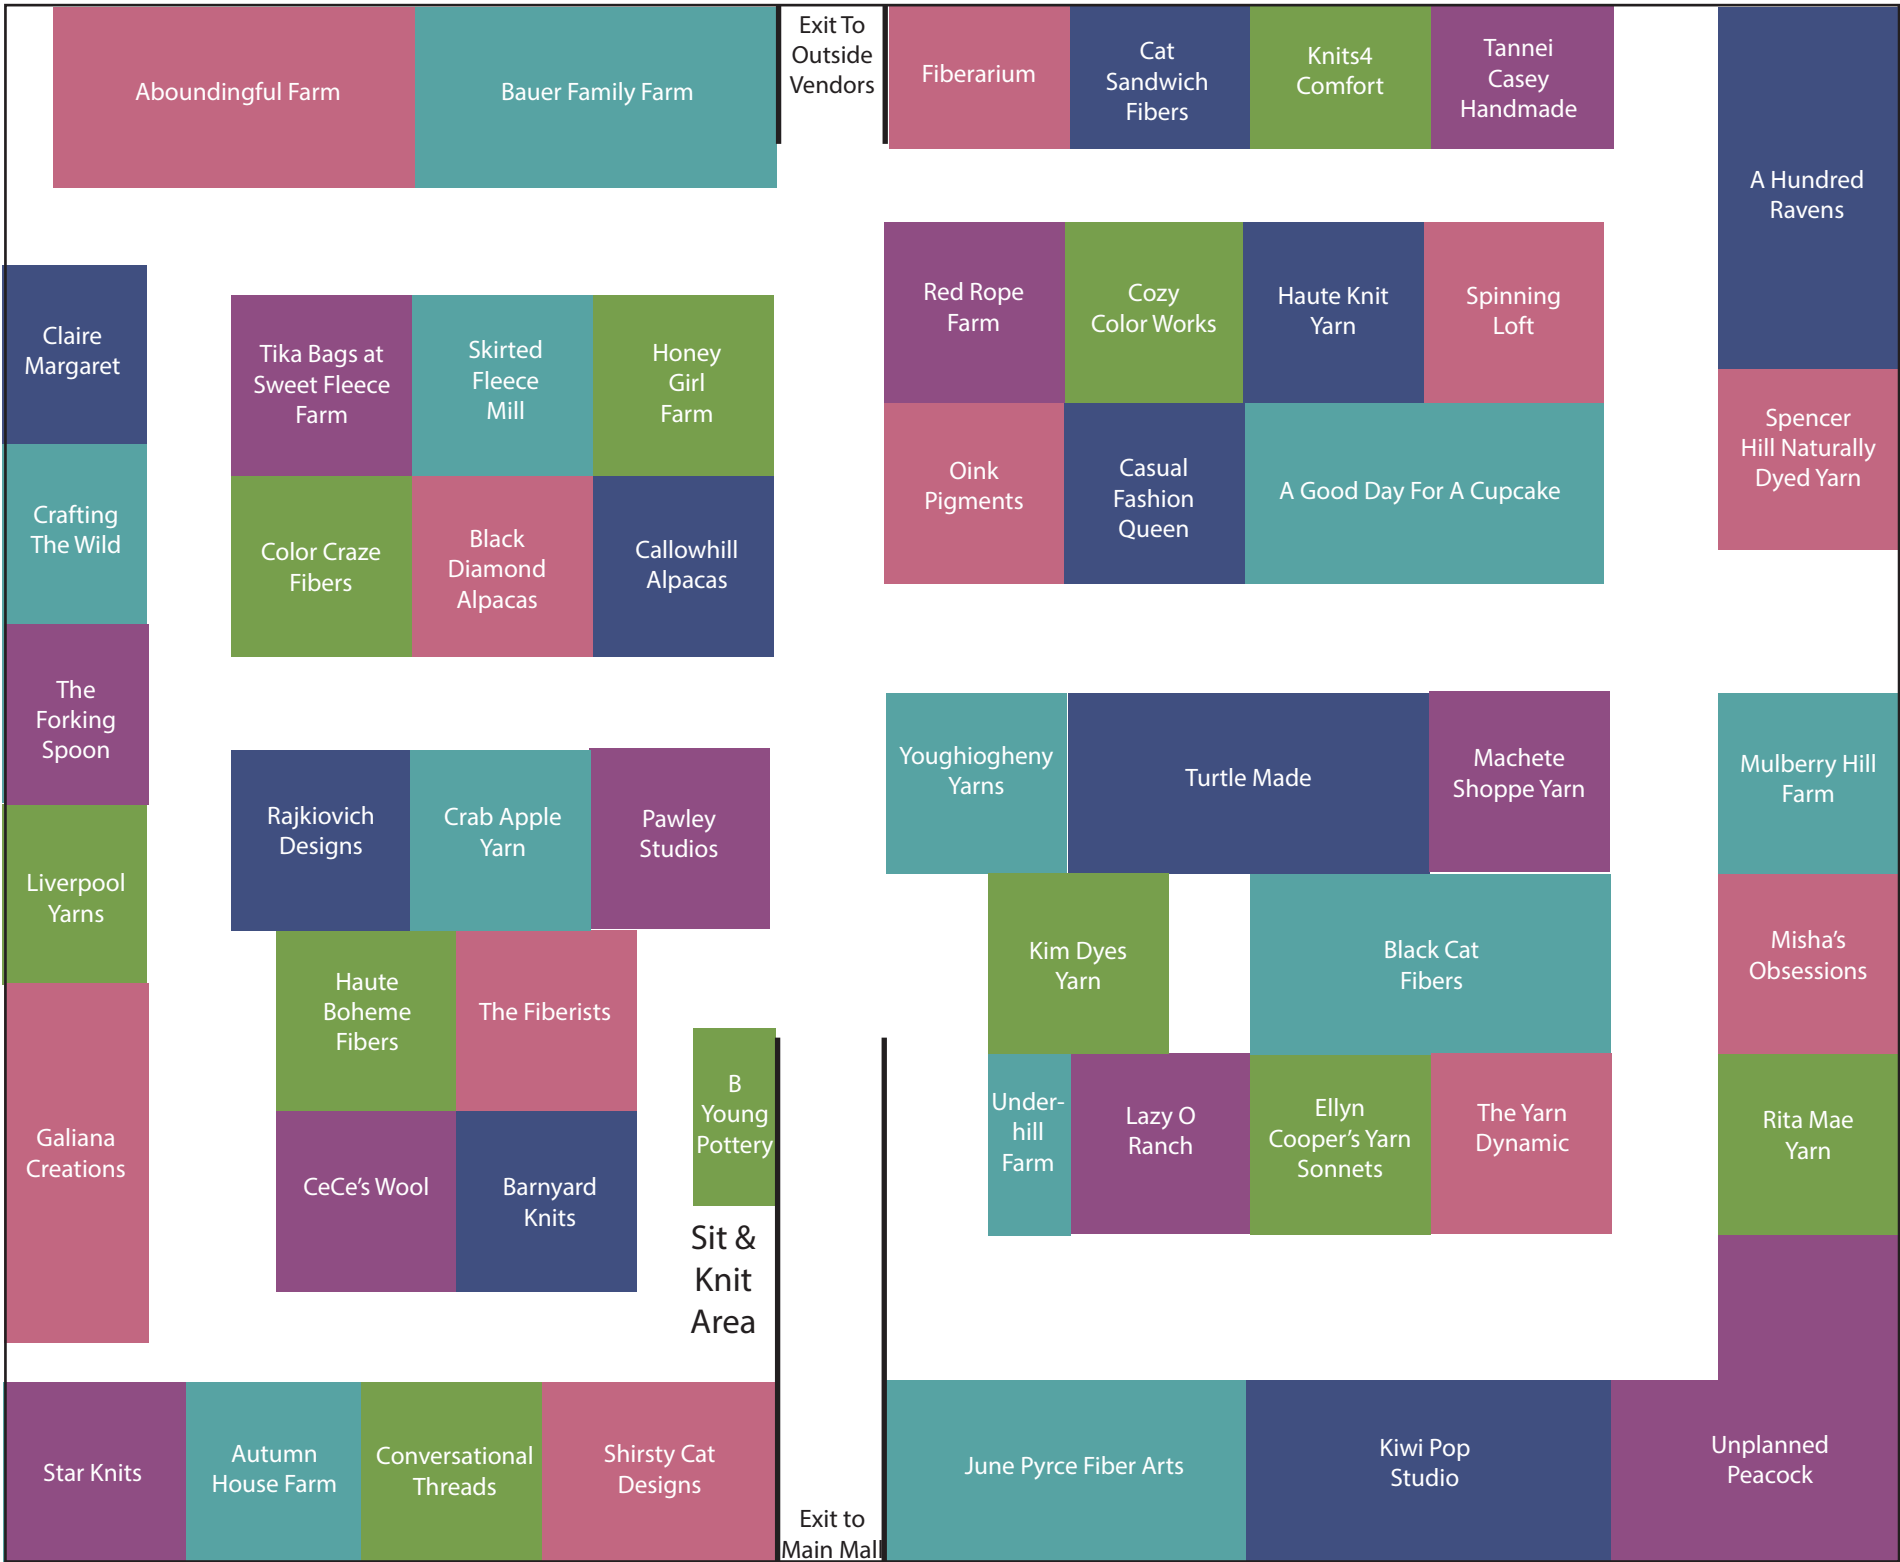 Aboundingful Farm
Bauer Family Farm
Exit To
Outside
Vendors
Fiberarium
Cat
Sandwich
Fibers
Knits4
Comfort
Tannei
Casey
Handmade
A Hundred
Ravens
Claire
Margaret
Tika Bags at
Sweet Fleece
Farm
Skirted
Fleece
Mill
Honey
Girl
Farm
Red Rope
Farm
Cozy
Color Works
Haute Knit
Yarn
Spinning
Loft
Spencer
Hill Naturally
Dyed Yarn
Crafting
The Wild
Color Craze
Fibers
Black
Diamond
Alpacas
Callowhill
Alpacas
Oink
Pigments
Casual
Fashion
Queen
A Good Day For A Cupcake
The
Forking
Spoon
Rajkiovich
Designs
Crab Apple
Yarn
Pawley
Studios
Youghiogheny
Yarns
Turtle Made
Machete
Shoppe Yarn
Mulberry Hill
Farm
Liverpool
Yarns
Haute
Boheme
Fibers
The Fiberists
Kim Dyes
Yarn
Black Cat
Fibers
Misha's
Obsessions
Galiana
Creations
CeCe's Wool
Barnyard
Knits
B
Young
Pottery
Sit &
Knit
Area
Under-
hill
Farm
Lazy O
Ranch
Ellyn
Cooper's Yarn
Sonnets
The Yarn
Dynamic
Rita Mae
Yarn
Star Knits
Autumn
House Farm
Conversational
Threads
Shirsty Cat
Designs
Exit to
Main Mall
June Pyrce Fiber Arts
Kiwi Pop
Studio
Unplanned
Peacock